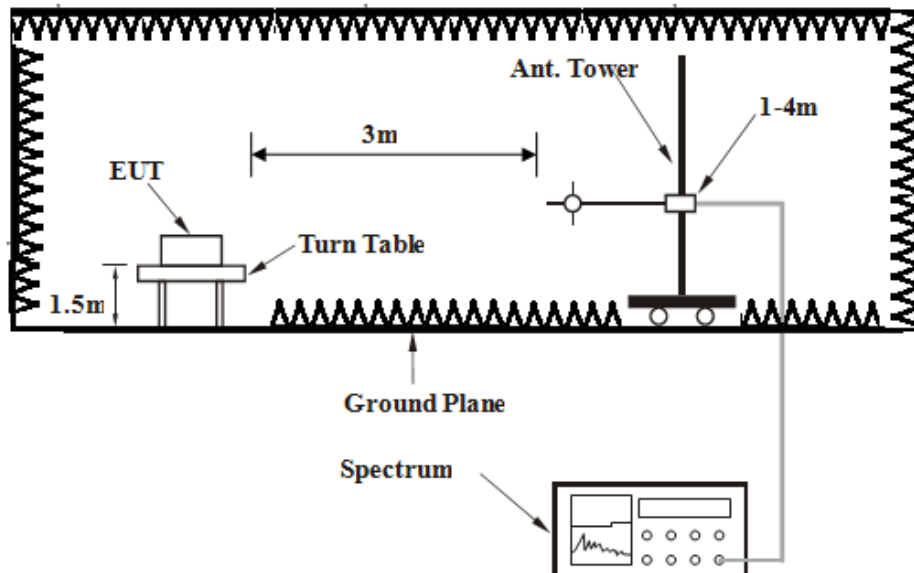 Ant. Tower
1-4m
3m
EUT
Turn Table
1.5m
Ground Plane
Spectrum